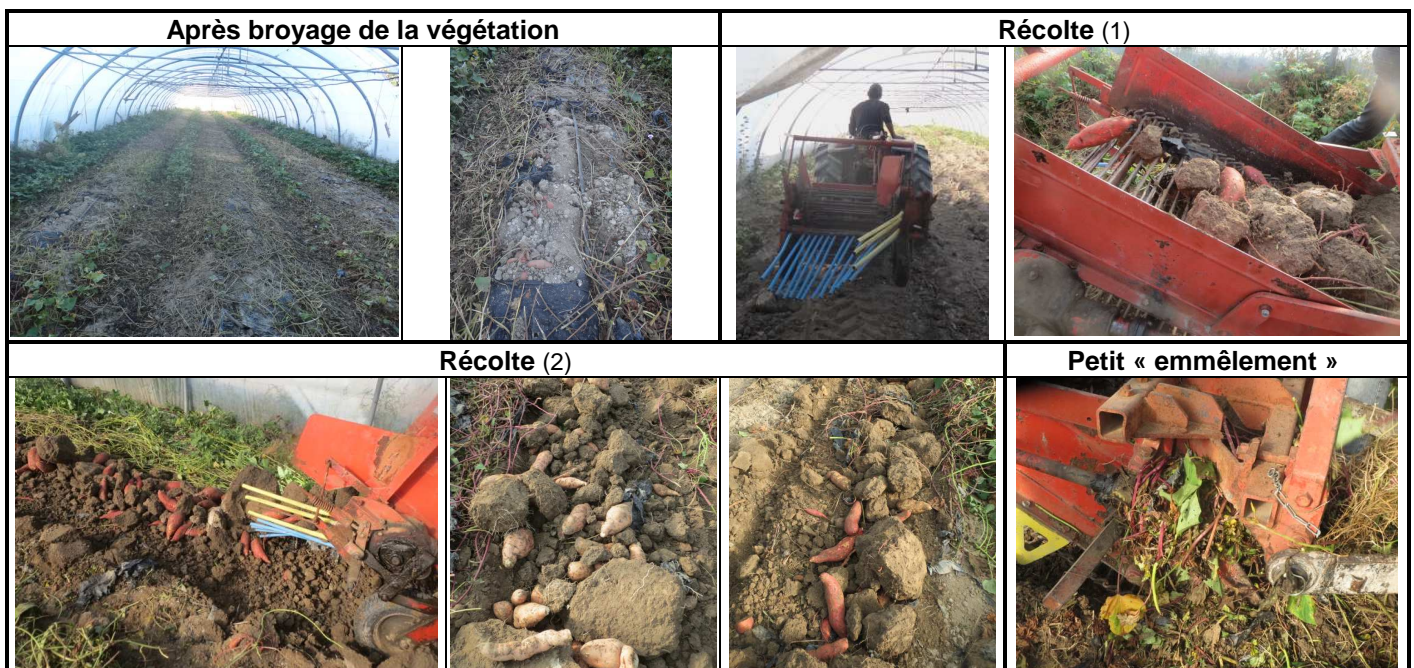 Après broyage de la végétation
Récolte (1)
Récolte (2)
Petit « emmêlement »